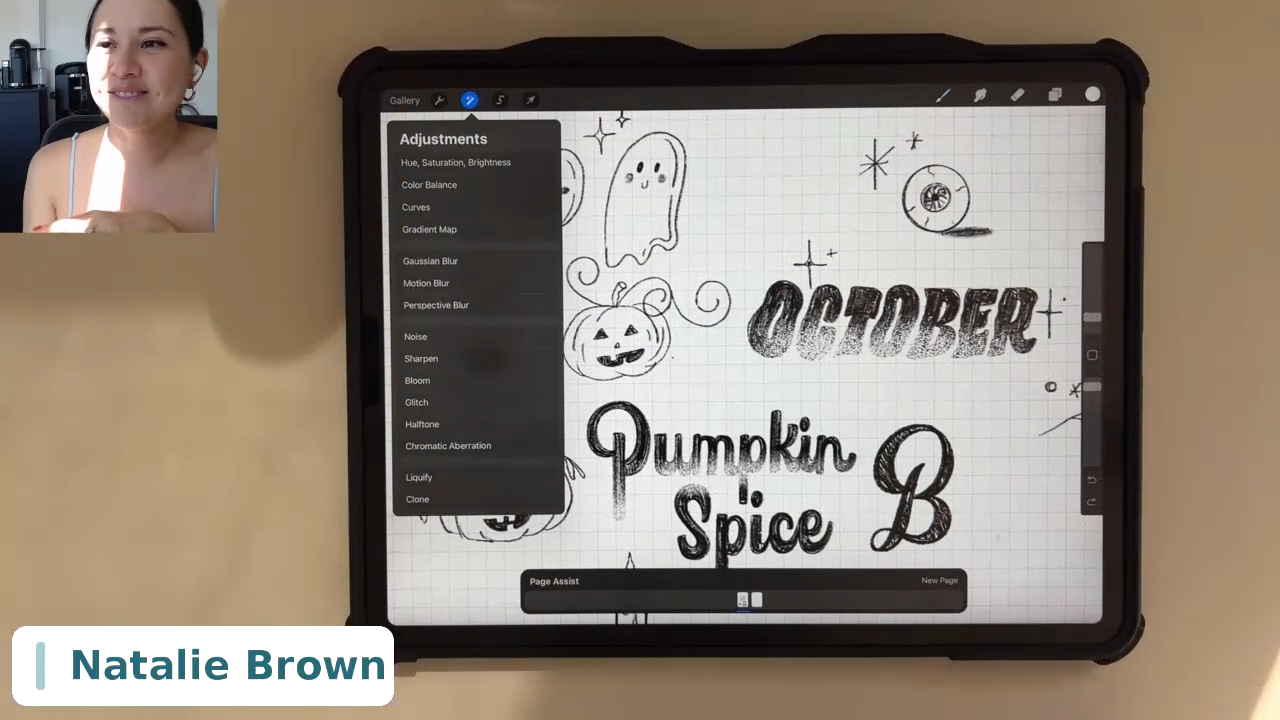 Gallery
Adjustments
Hue, Saturation, Brightness
Color Balance
Curves
Gradient Map
Gaussian Blur
Motion Blur
Perspective Blur
Noise
Sharpen
Bloom
Glitch
Halftone
Chromatic Aberration
Liquify
Clone
OCTOBER
Pumpkin
Spice
B
Page Assist
New Page
Natalie Brown